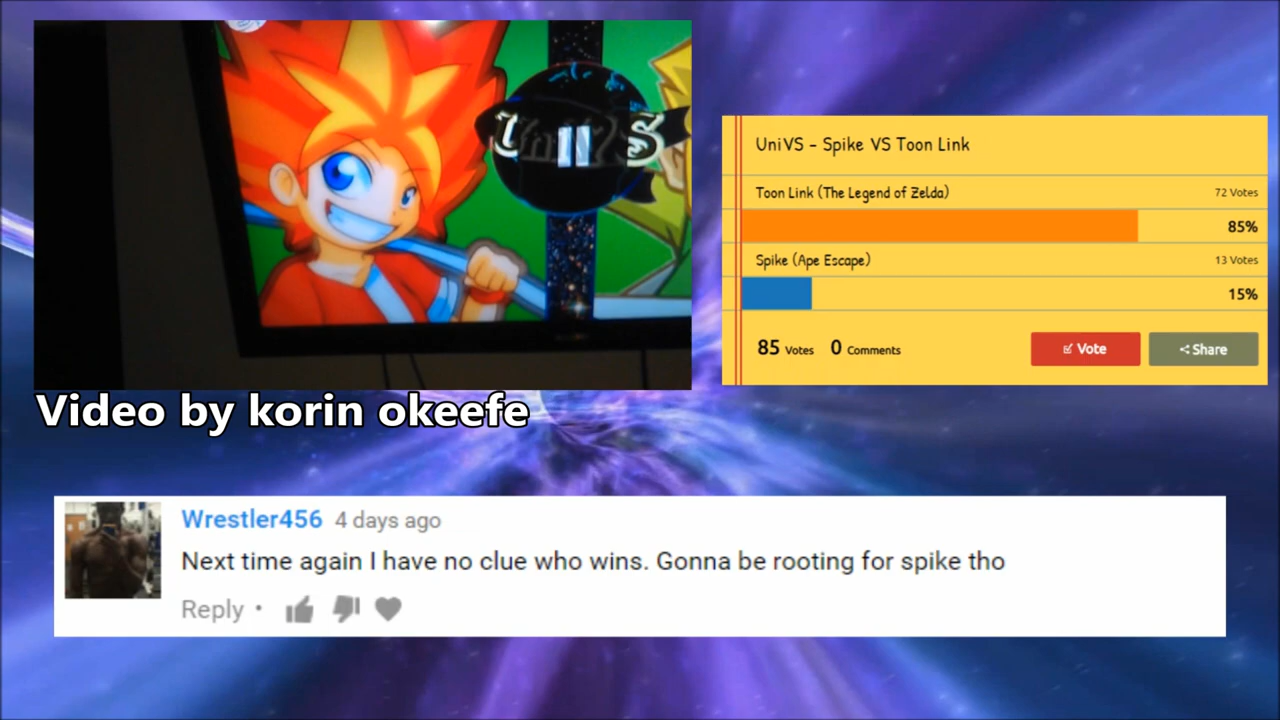 UniVS - Spike VS Toon Link
Toon Link (The Legend of Zelda) 72 Votes
85%
Spike (Ape Escape) 13 Votes
15%
85 Votes 0 Comments Vote Share
Video by korin okeefe
Wrestler456 4 days ago
Next time again I have no clue who wins. Gonna be rooting for spike tho
Reply •